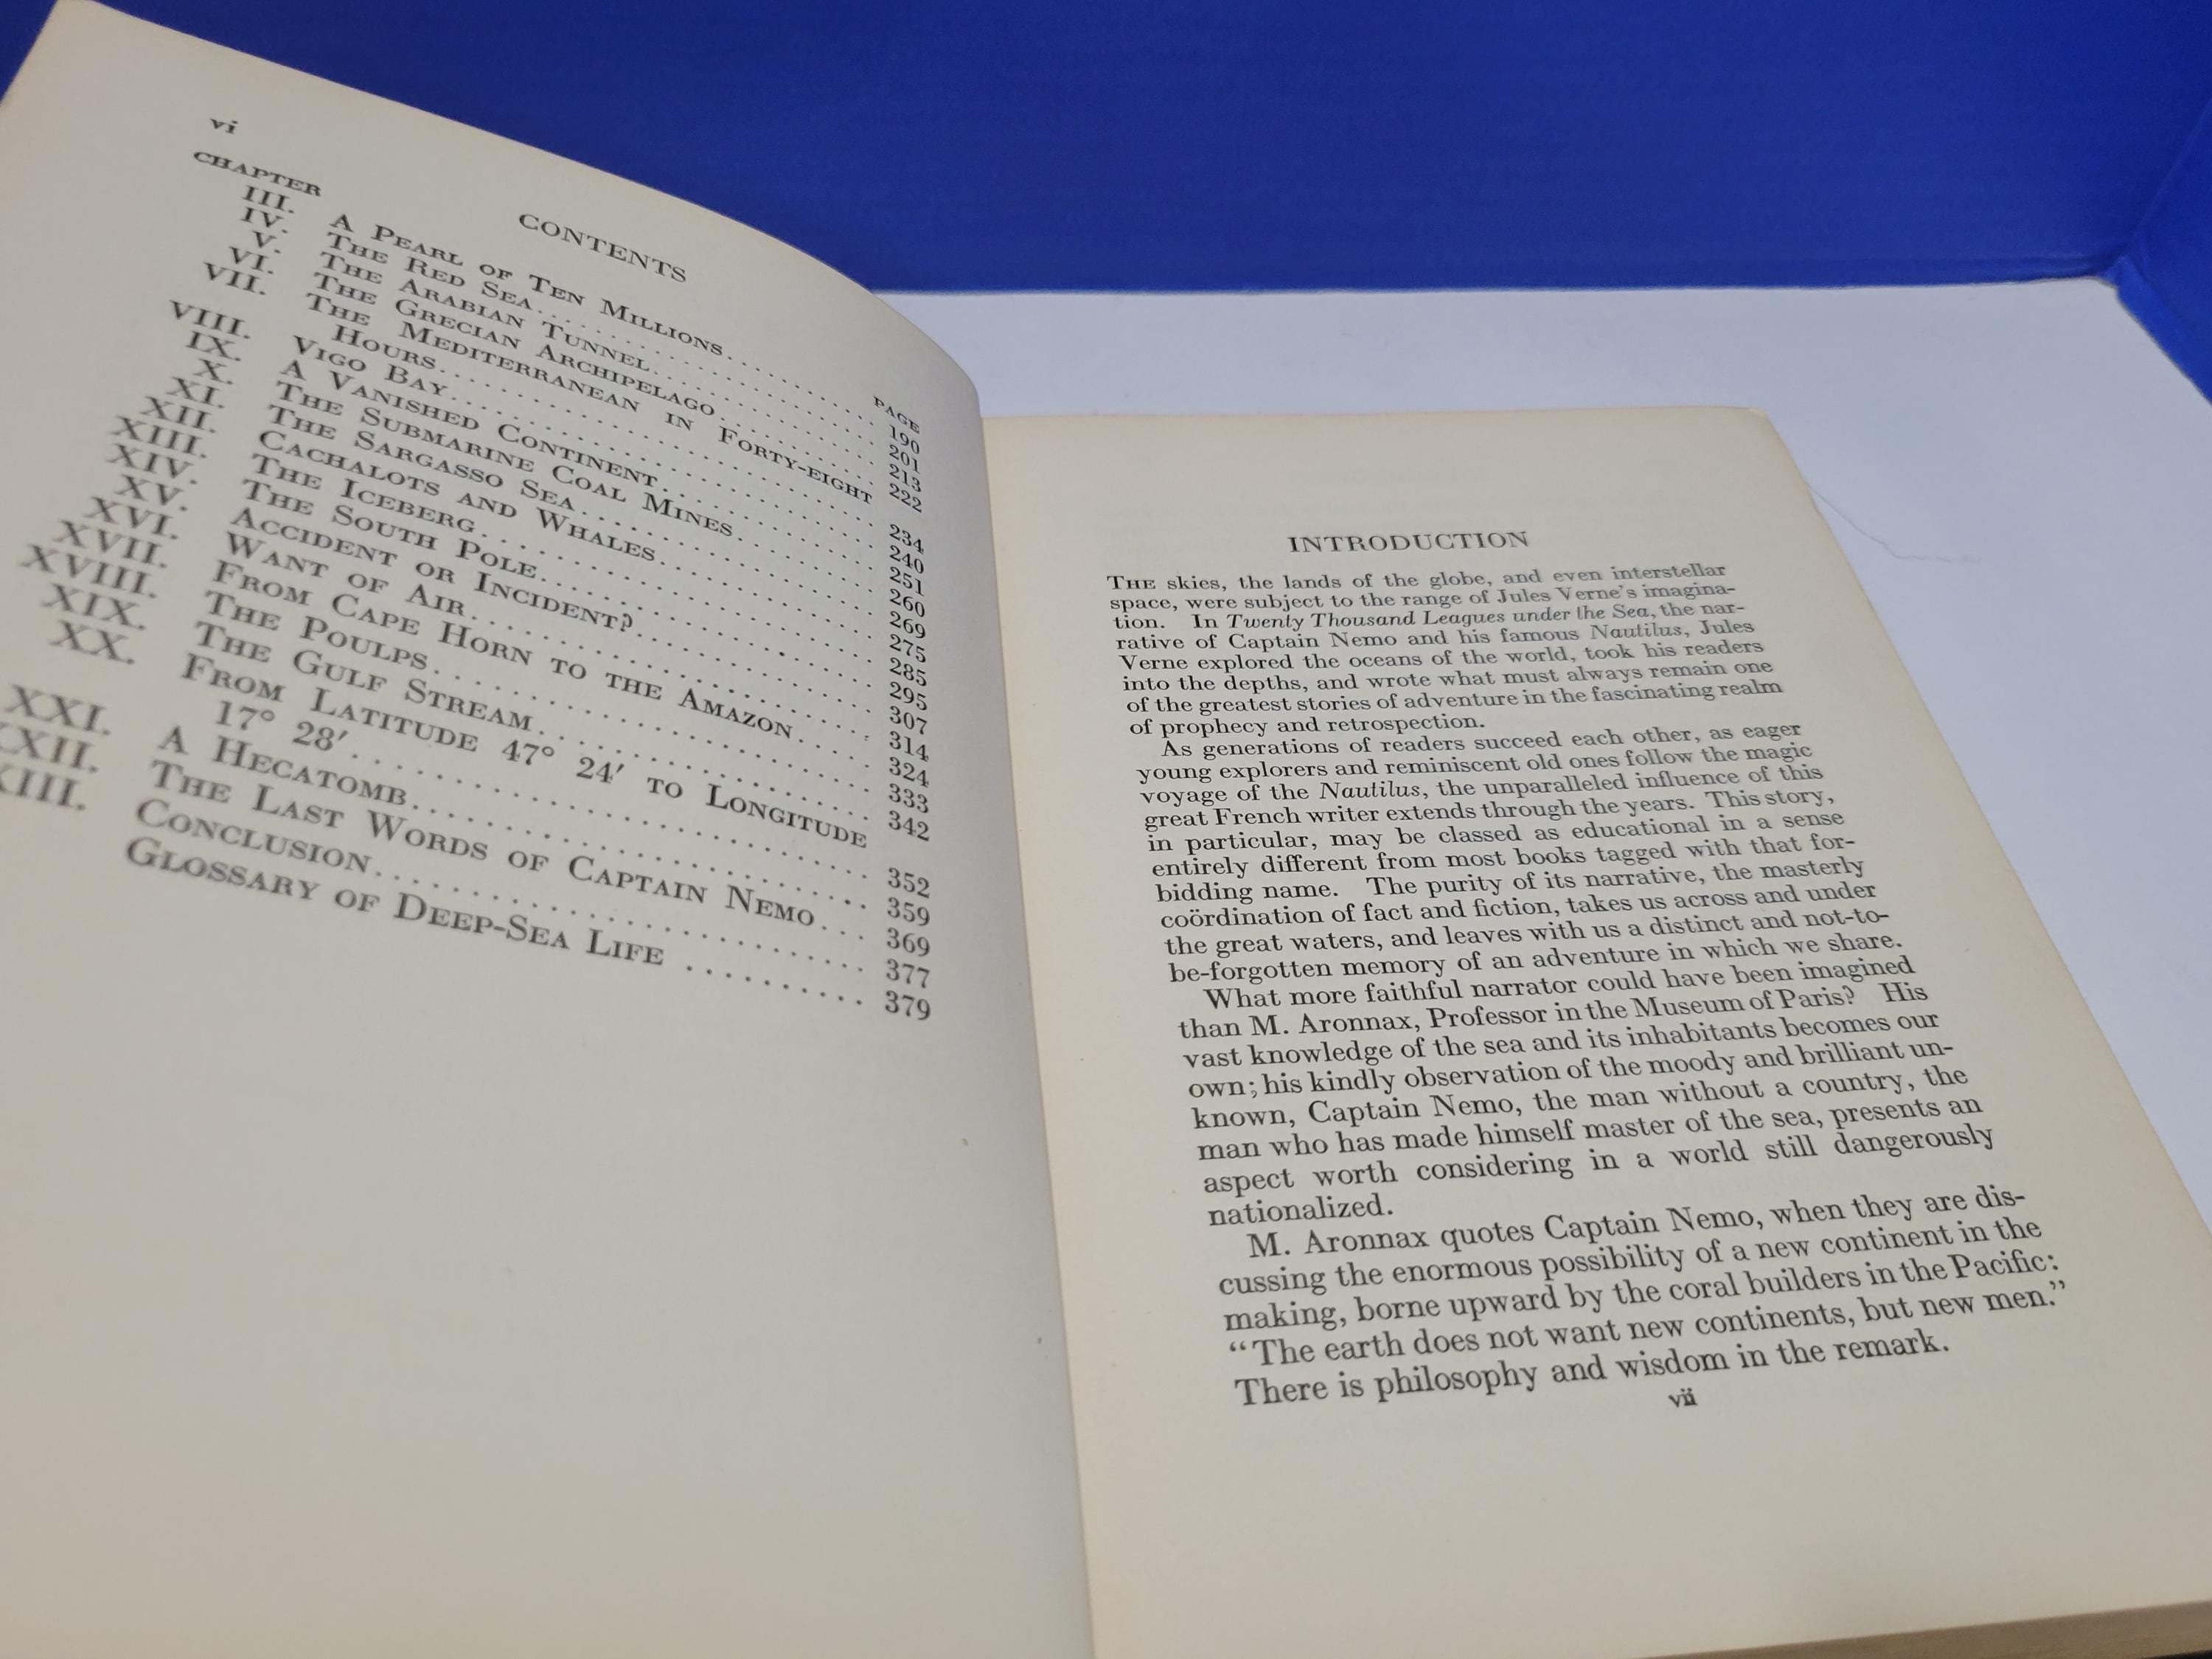 vi
CONTENTS
CHAPTER PAGE
III. A Pearl of Ten Millions........... 190
IV. The Red Sea.................... 201
V. The Arabian Tunnel.............. 213
VI. The Grecian Archipelago.......... 222
VII. The Mediterranean in Forty-eight
Hours........................ 234
VIII. Vigo Bay....................... 240
IX. A Vanished Continent............ 251
X. The Submarine Coal Mines......... 260
XI. The Sargasso Sea................. 269
XII. Cachalots and Whales............ 275
XIII. The Iceberg..................... 285
XIV. The South Pole.................. 295
XV. Accident or Incident?............ 307
XVI. Want of Air..................... 314
XVII. From Cape Horn to the Amazon..... 324
XVIII. The Poulps...................... 333
XIX. The Gulf Stream................. 342
XX. From Latitude 47° 24′ to Longitude
17° 28′........................ 352
XXI. A Hecatomb..................... 359
XXII. The Last Words of Captain Nemo... 369
XIII. Conclusion...................... 377
Glossary of Deep-Sea Life .......... 379
INTRODUCTION
The skies, the lands of the globe, and even interstellar
space, were subject to the range of Jules Verne's imagina-
tion. In Twenty Thousand Leagues under the Sea, the nar-
rative of Captain Nemo and his famous Nautilus, Jules
Verne explored the oceans of the world, took his readers
into the depths, and wrote what must always remain one
of the greatest stories of adventure in the fascinating realm
of prophecy and retrospection.
As generations of readers succeed each other, as eager
young explorers and reminiscent old ones follow the magic
voyage of the Nautilus, the unparalleled influence of this
great French writer extends through the years. This story,
in particular, may be classed as educational in a sense
entirely different from most books tagged with that for-
bidding name. The purity of its narrative, the masterly
coördination of fact and fiction, takes us across and under
the great waters, and leaves with us a distinct and not-to-
be-forgotten memory of an adventure in which we share.
What more faithful narrator could have been imagined
than M. Aronnax, Professor in the Museum of Paris? His
vast knowledge of the sea and its inhabitants becomes our
own; his kindly observation of the moody and brilliant un-
known, Captain Nemo, the man without a country, the
man who has made himself master of the sea, presents an
aspect worth considering in a world still dangerously
nationalized.
M. Aronnax quotes Captain Nemo, when they are dis-
cussing the enormous possibility of a new continent in the
making, borne upward by the coral builders in the Pacific:
“The earth does not want new continents, but new men.”
There is philosophy and wisdom in the remark.
vii